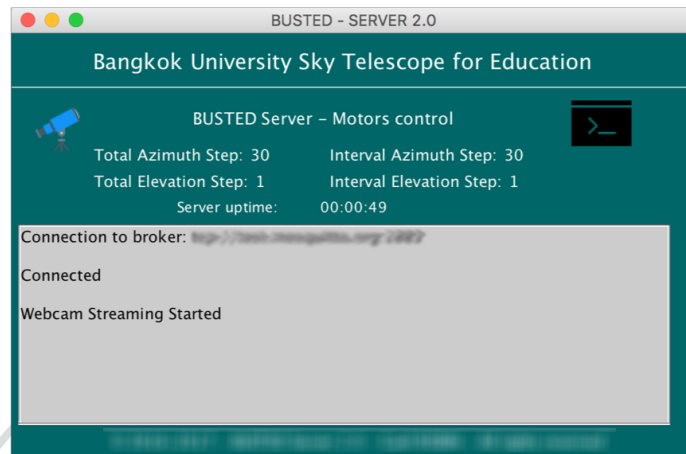 BUSTED - SERVER 2.0
Bangkok University Sky Telescope for Education
BUSTED Server – Motors control
>_
Total Azimuth Step: 30 Interval Azimuth Step: 30
Total Elevation Step: 1 Interval Elevation Step: 1
Server uptime: 00:00:49
Connection to broker:
Connected
Webcam Streaming Started